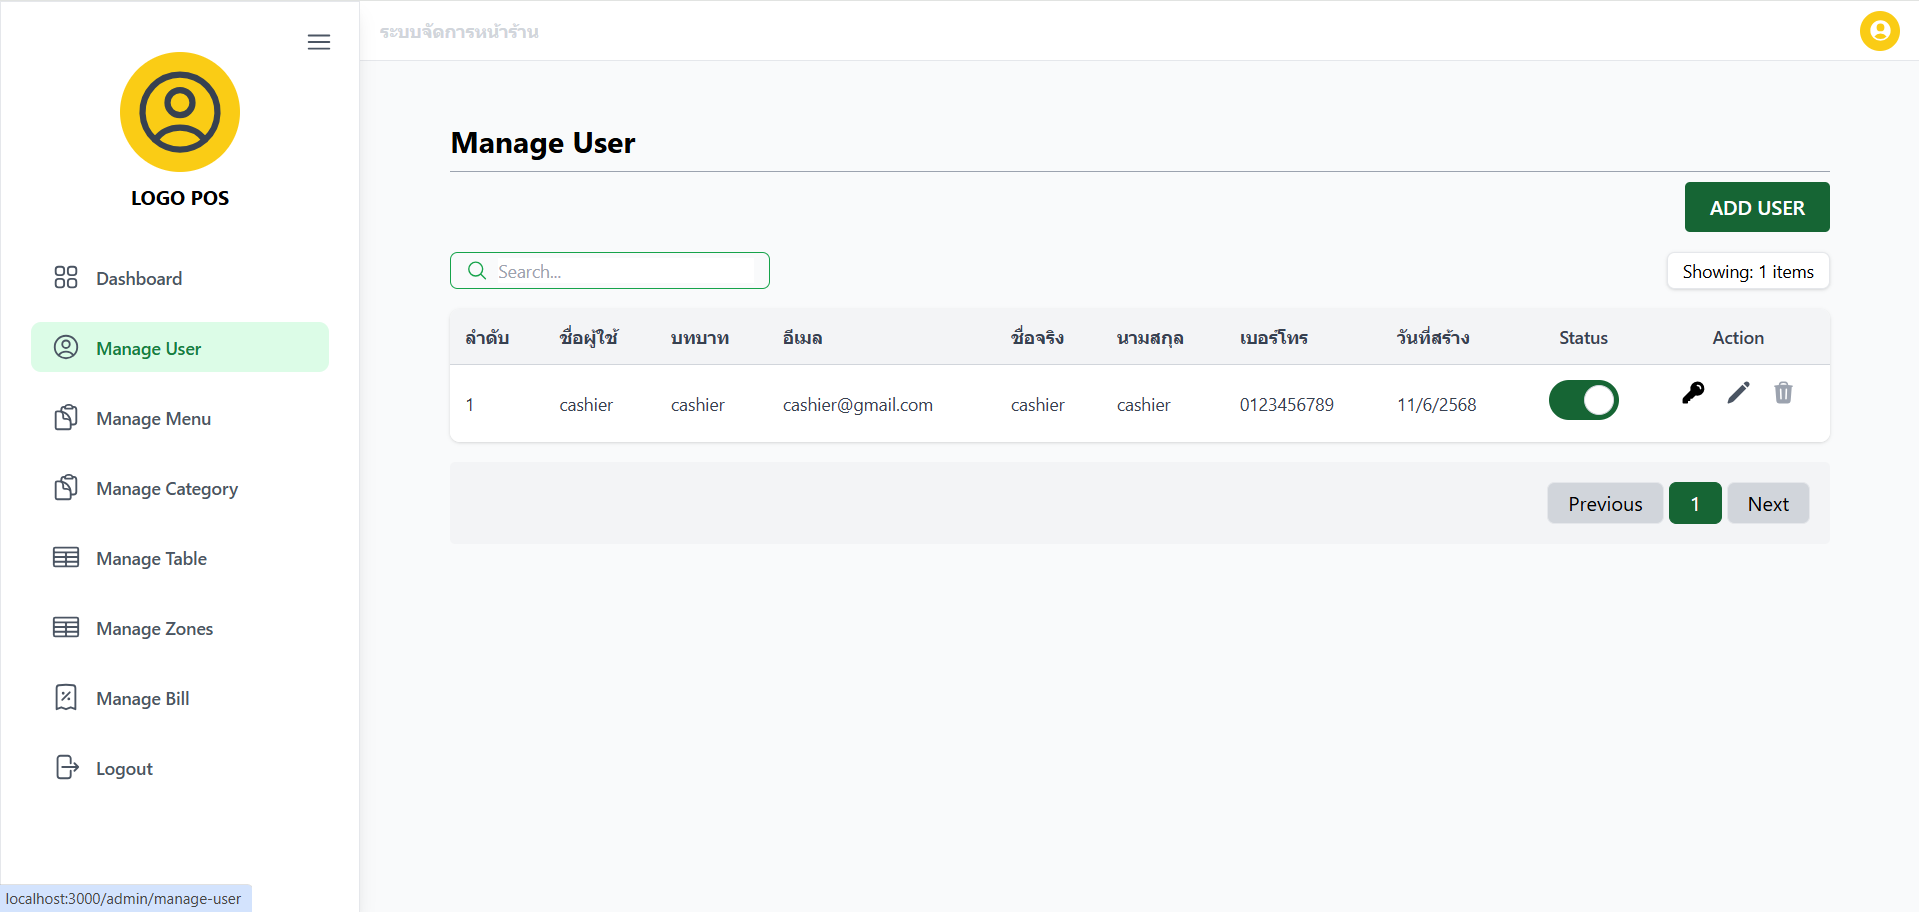 ระบบจัดการหน้าร้าน
LOGO POS
Dashboard
Manage User
Manage Menu
Manage Category
Manage Table
Manage Zones
Manage Bill
Logout
Manage User
ADD USER
Search...
Showing: 1 items
ลำดับ ชื่อผู้ใช้ บทบาท อีเมล ชื่อจริง นามสกุล เบอร์โทร วันที่สร้าง Status Action
1 cashier cashier cashier@gmail.com cashier cashier 0123456789 11/6/2568
Previous 1 Next
localhost:3000/admin/manage-user